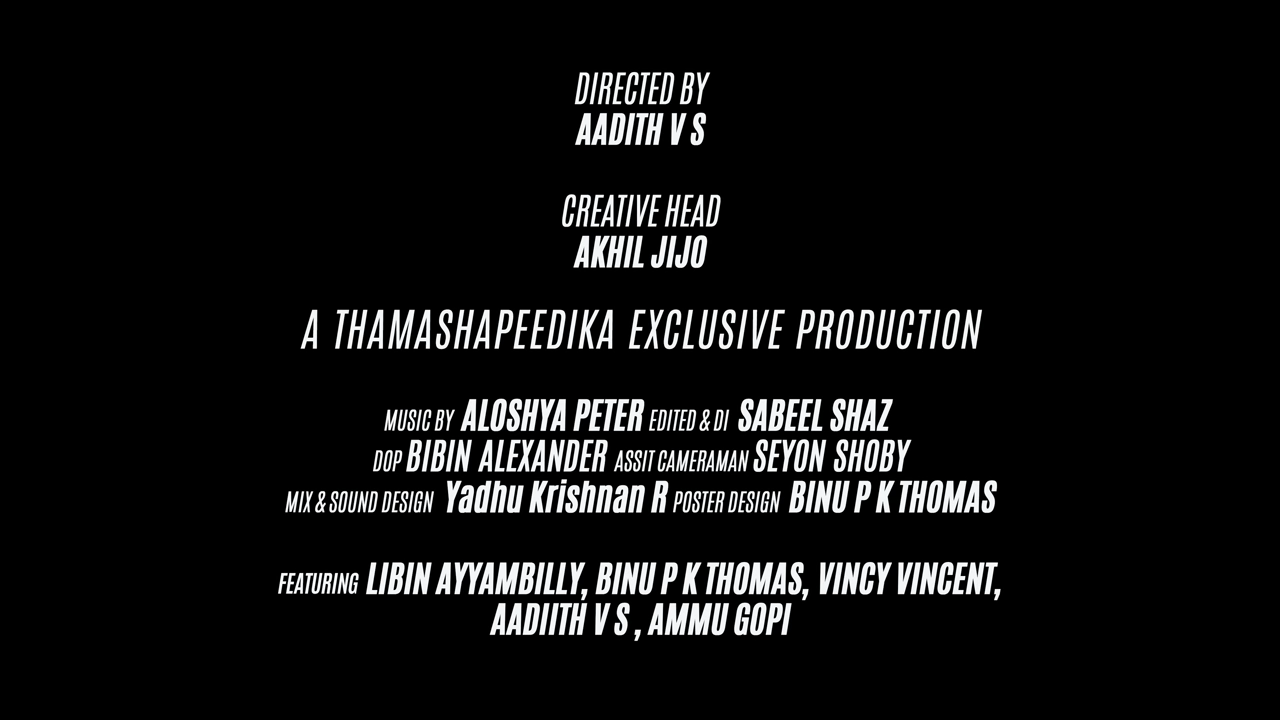 DIRECTED BY
AADITH V S
CREATIVE HEAD
AKHIL JIJO
A THAMASHAPEEDIKA EXCLUSIVE PRODUCTION
MUSIC BY ALOSHYA PETER EDITED & DI SABEEL SHAZ
DOP BIBIN ALEXANDER ASSIT CAMERAMAN SEYON SHOBY
MIX & SOUND DESIGN Yadhu Krishnan R POSTER DESIGN BINU P K THOMAS
FEATURING LIBIN AYYAMBILLY, BINU P K THOMAS, VINCY VINCENT,
AADIITH V S , AMMU GOPI